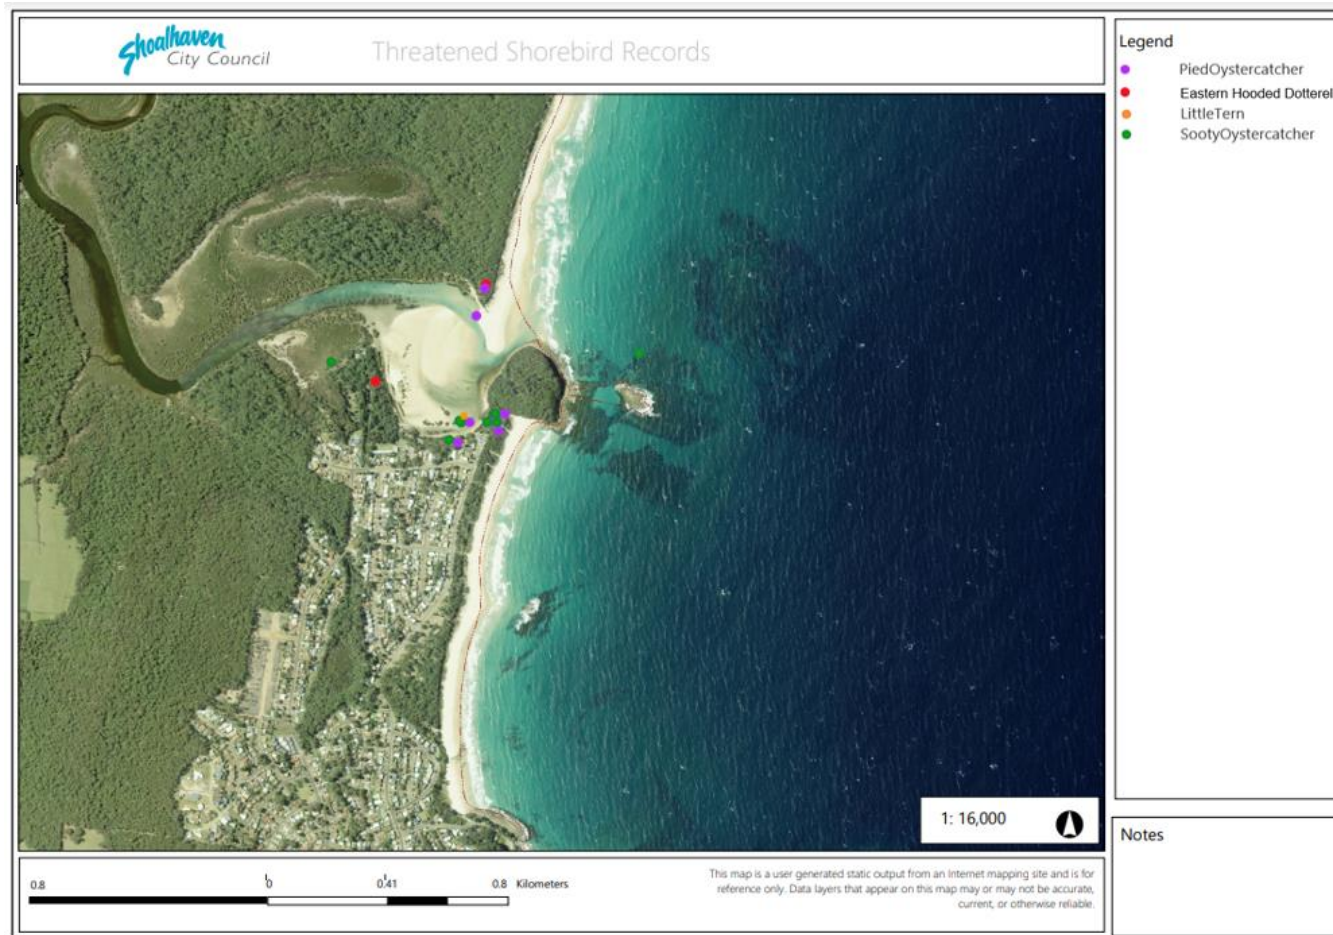 Shoalhaven
City Council
Threatened Shorebird Records
Legend
PiedOystercatcher
Eastern Hooded Dotterel
LittleTern
SootyOystercatcher
1: 16,000
Notes
0.8
0
0.41
0.8 Kilometers
This map is a user generated static output from an Internet mapping site and is for
reference only. Data layers that appear on this map may or may not be accurate,
current, or otherwise reliable.